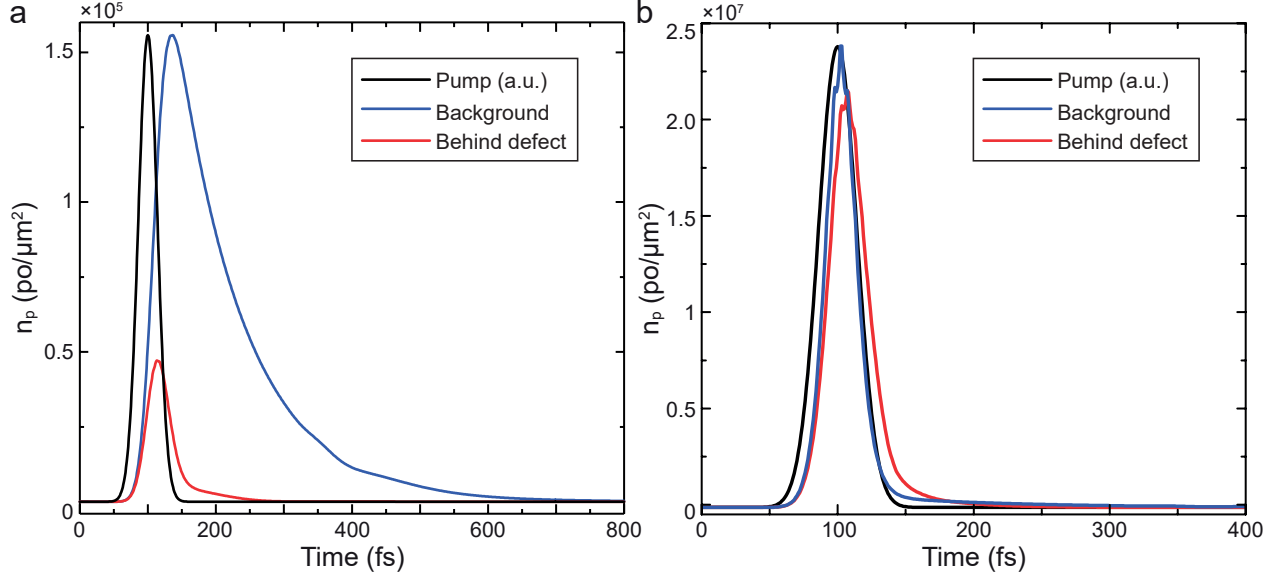 a
×10⁵
1.5
1
0.5
0
0
200
400
600
800
Time (fs)
nₚ (po/µm²)
Pump (a.u.)
Background
Behind defect
b
×10⁷
2.5
2.0
1.5
1
0.5
0
0
100
200
300
400
Time (fs)
nₚ (po/µm²)
Pump (a.u.)
Background
Behind defect